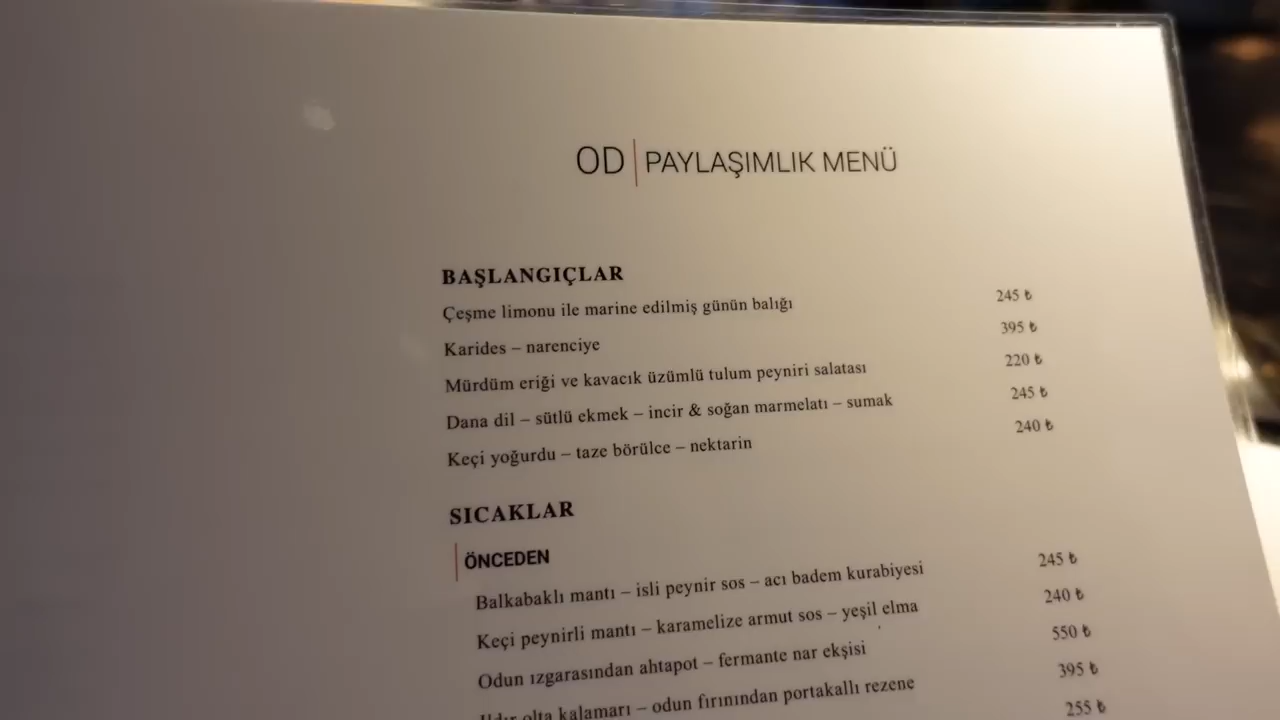 OD | PAYLAŞIMLIK MENÜ
BAŞLANGIÇLAR
Çeşme limonu ile marine edilmiş günün balığı 245 ₺
Karides – narenciye 395 ₺
Mürdüm eriği ve kavacık üzümlü tulum peyniri salatası 220 ₺
Dana dil – sütlü ekmek – incir & soğan marmelatı – sumak 245 ₺
Keçi yoğurdu – taze börülce – nektarin 240 ₺
SICAKLAR
ÖNCEDEN
Balkabaklı mantı – isli peynir sos – acı badem kurabiyesi 245 ₺
Keçi peynirli mantı – karamelize armut sos – yeşil elma 240 ₺
Odun ızgarasından ahtapot – fermante nar ekşisi 550 ₺
olta kalamarı – odun fırınından portakallı rezene 395 ₺
255 ₺